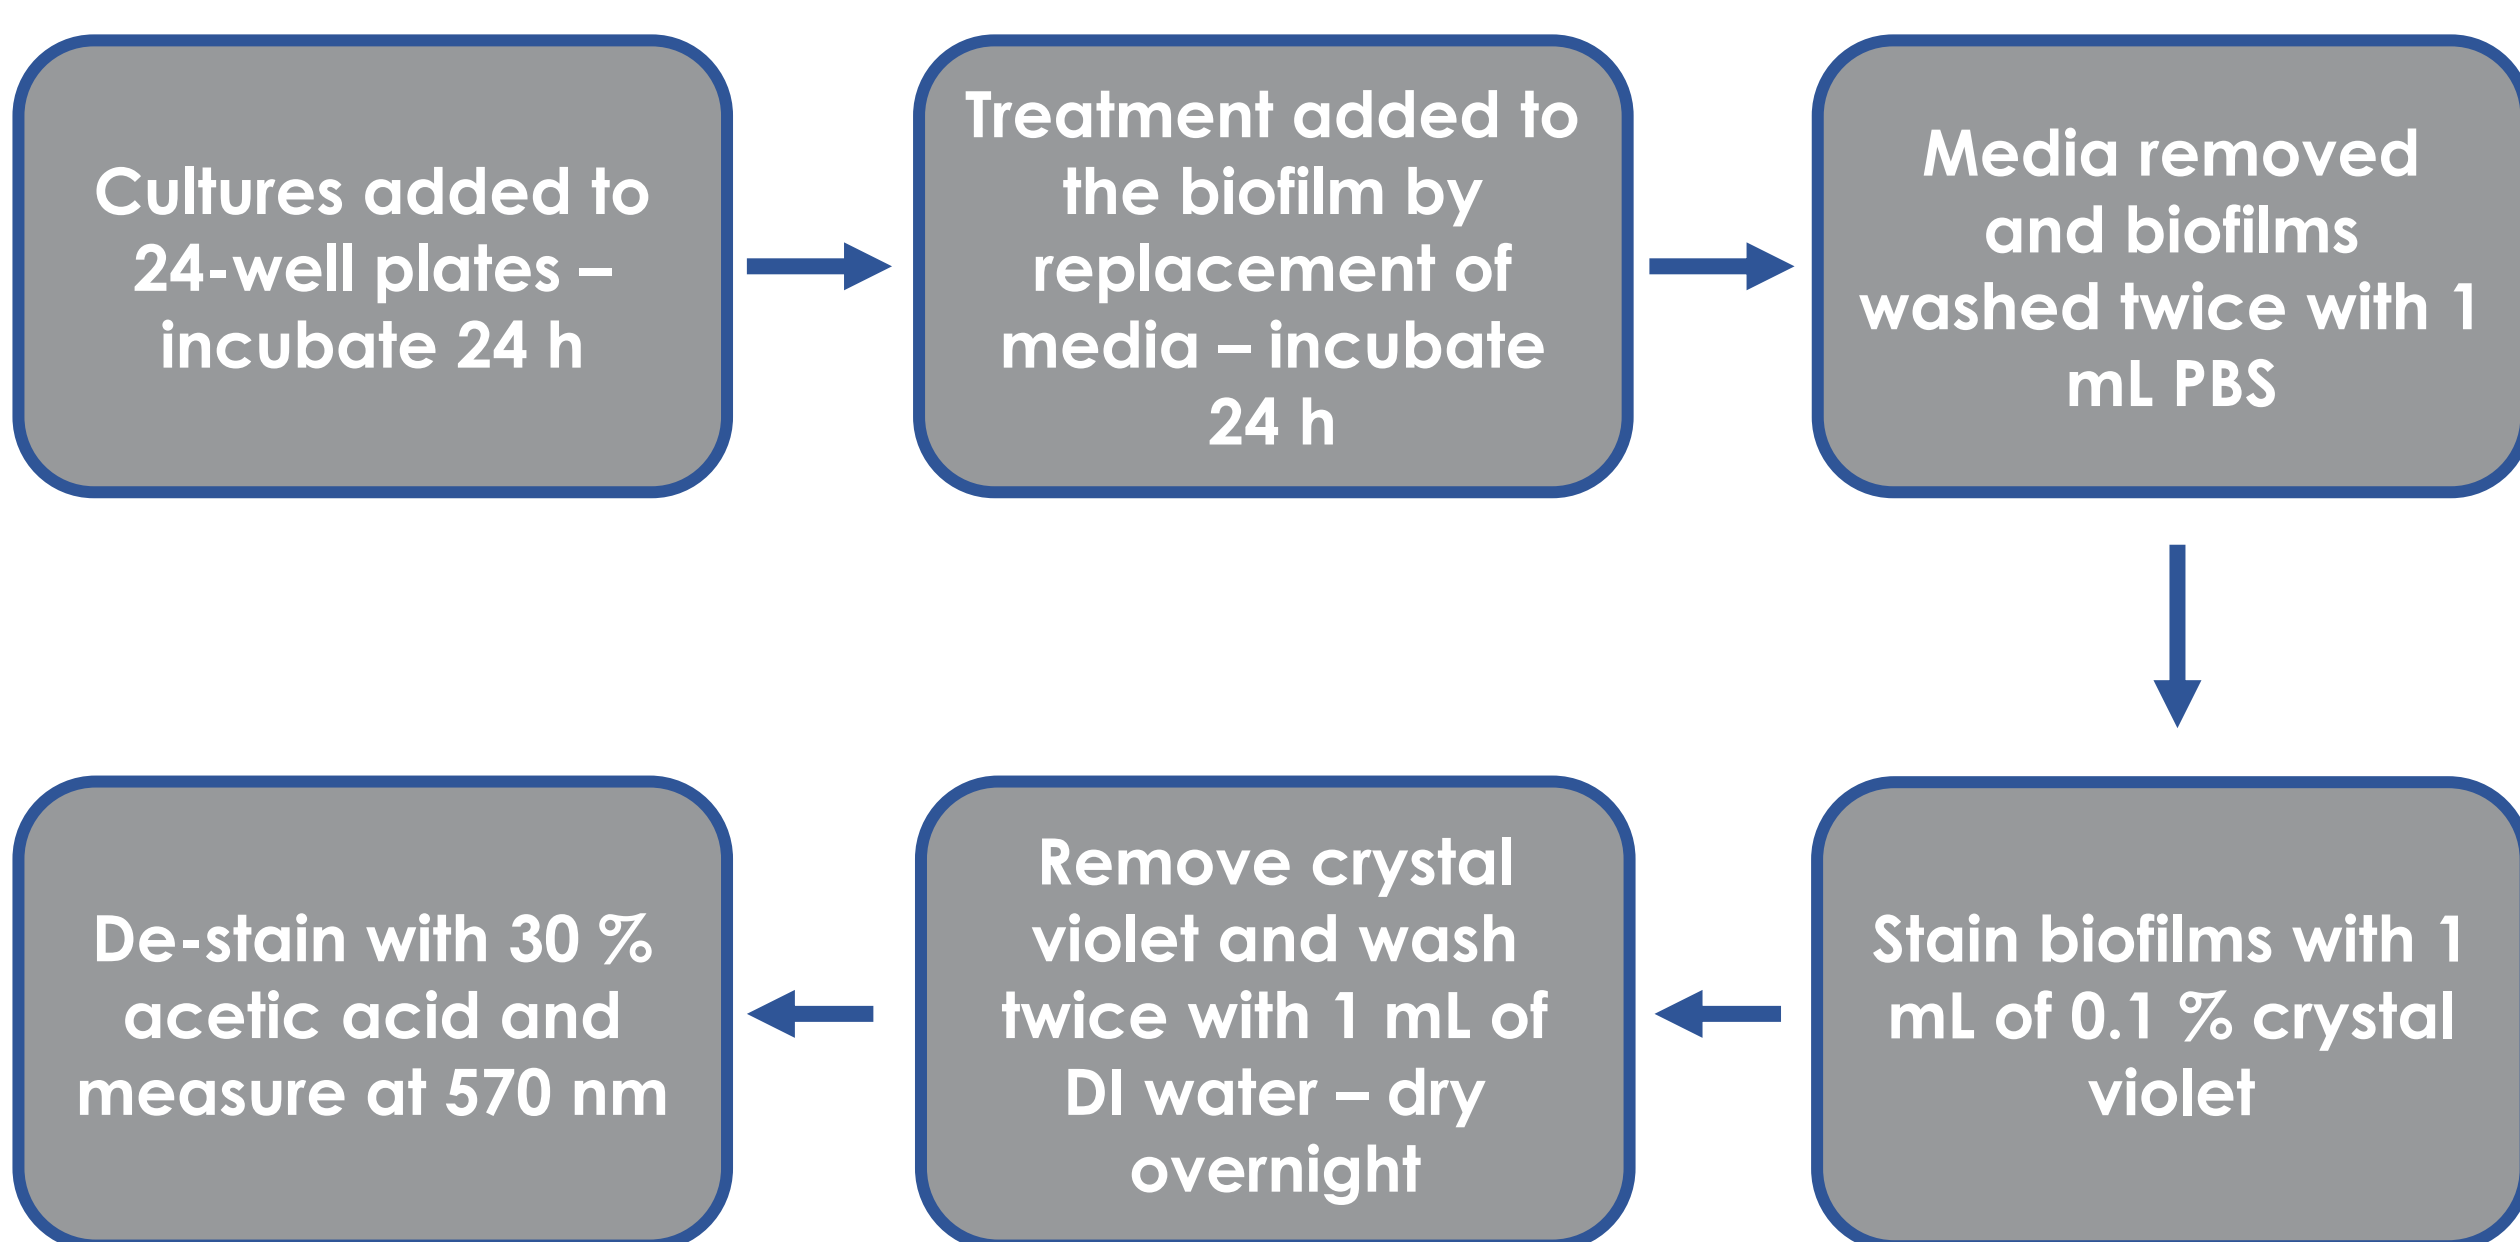 Cultures added to
24-well plates –
incubate 24 h
Treatment added to
the biofilm by
replacement of
media – incubate
24 h
Media removed
and biofilms
washed twice with 1
mL PBS
Stain biofilms with 1
mL of 0.1 % crystal
violet
Remove crystal
violet and wash
twice with 1 mL of
DI water – dry
overnight
De-stain with 30 %
acetic acid and
measure at 570 nm